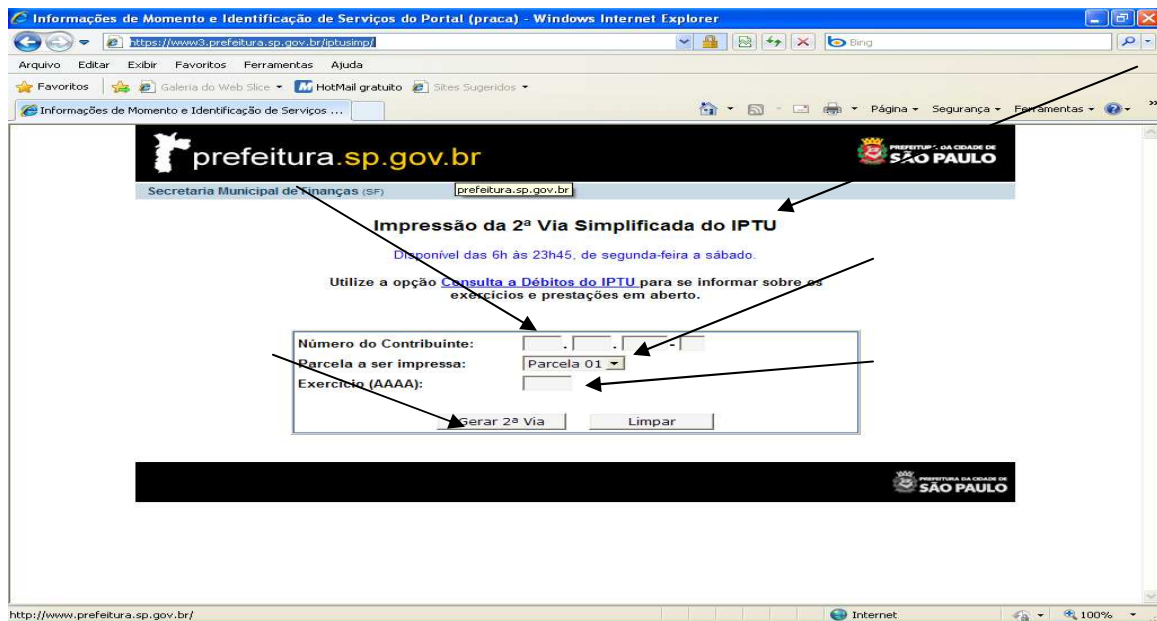 Informações de Momento e Identificação de Serviços do Portal (praca) - Windows Internet Explorer
https://www3.prefeitura.sp.gov.br/iptusimp/
Bing
Arquivo Editar Exibir Favoritos Ferramentas Ajuda
Favoritos Galeria do Web Slice HotMail gratuito Sites Sugeridos
Informações de Momento e Identificação de Serviços ... Página Segurança Ferramentas
prefeitura.sp.gov.br PREFEITURA DA CIDADE DE
SÃO PAULO
Secretaria Municipal de Finanças (SF) prefeitura.sp.gov.br
Impressão da 2ª Via Simplificada do IPTU
Disponível das 6h às 23h45, de segunda-feira a sábado.
Utilize a opção Consulta a Débitos do IPTU para se informar sobre os
exercícios e prestações em aberto.
Número do Contribuinte: . . -
Parcela a ser impressa: Parcela 01
Exercício (AAAA):
Gerar 2ª Via Limpar
PREFEITURA DA CIDADE DE
SÃO PAULO
http://www.prefeitura.sp.gov.br/ Internet 100%